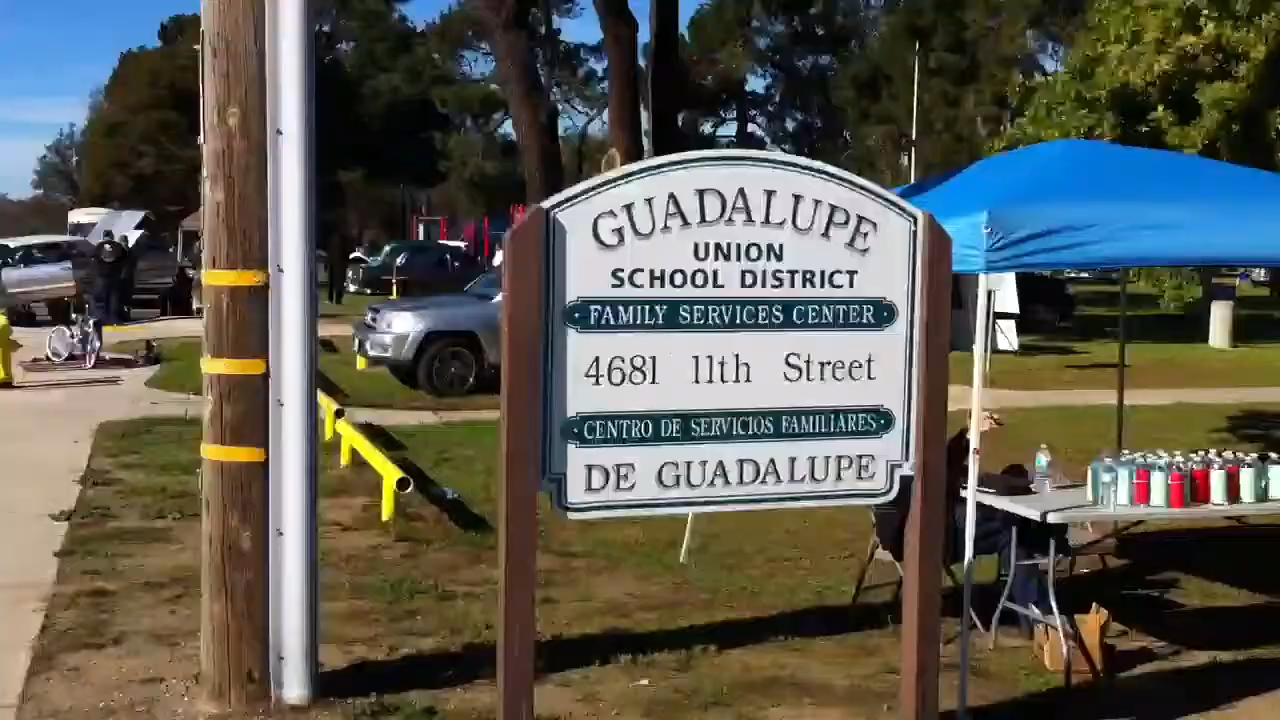 GUADALUPE
UNION
SCHOOL DISTRICT
FAMILY SERVICES CENTER
4681 11th Street
CENTRO DE SERVICIOS FAMILIARES
DE GUADALUPE